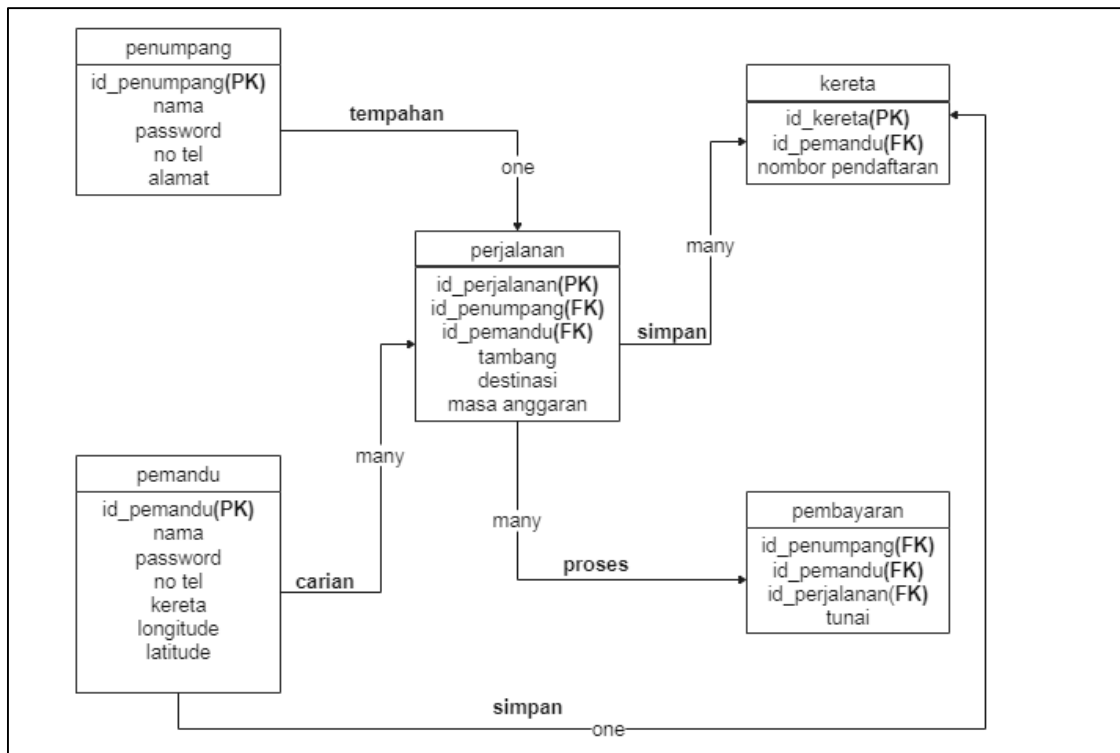 penumpang
id_penumpang(PK)
nama
password
no tel
alamat
tempahan
one
kereta
id_kereta(PK)
id_pemandu(FK)
nombor pendaftaran
perjalanan
id_perjalanan(PK)
id_penumpang(FK)
id_pemandu(FK)
tambang
destinasi
masa anggaran
simpan
many
pemandu
id_pemandu(PK)
nama
password
no tel
kereta
longitude
latitude
carian
many
many
proses
pembayaran
id_penumpang(FK)
id_pemandu(FK)
id_perjalanan(FK)
tunai
simpan
one